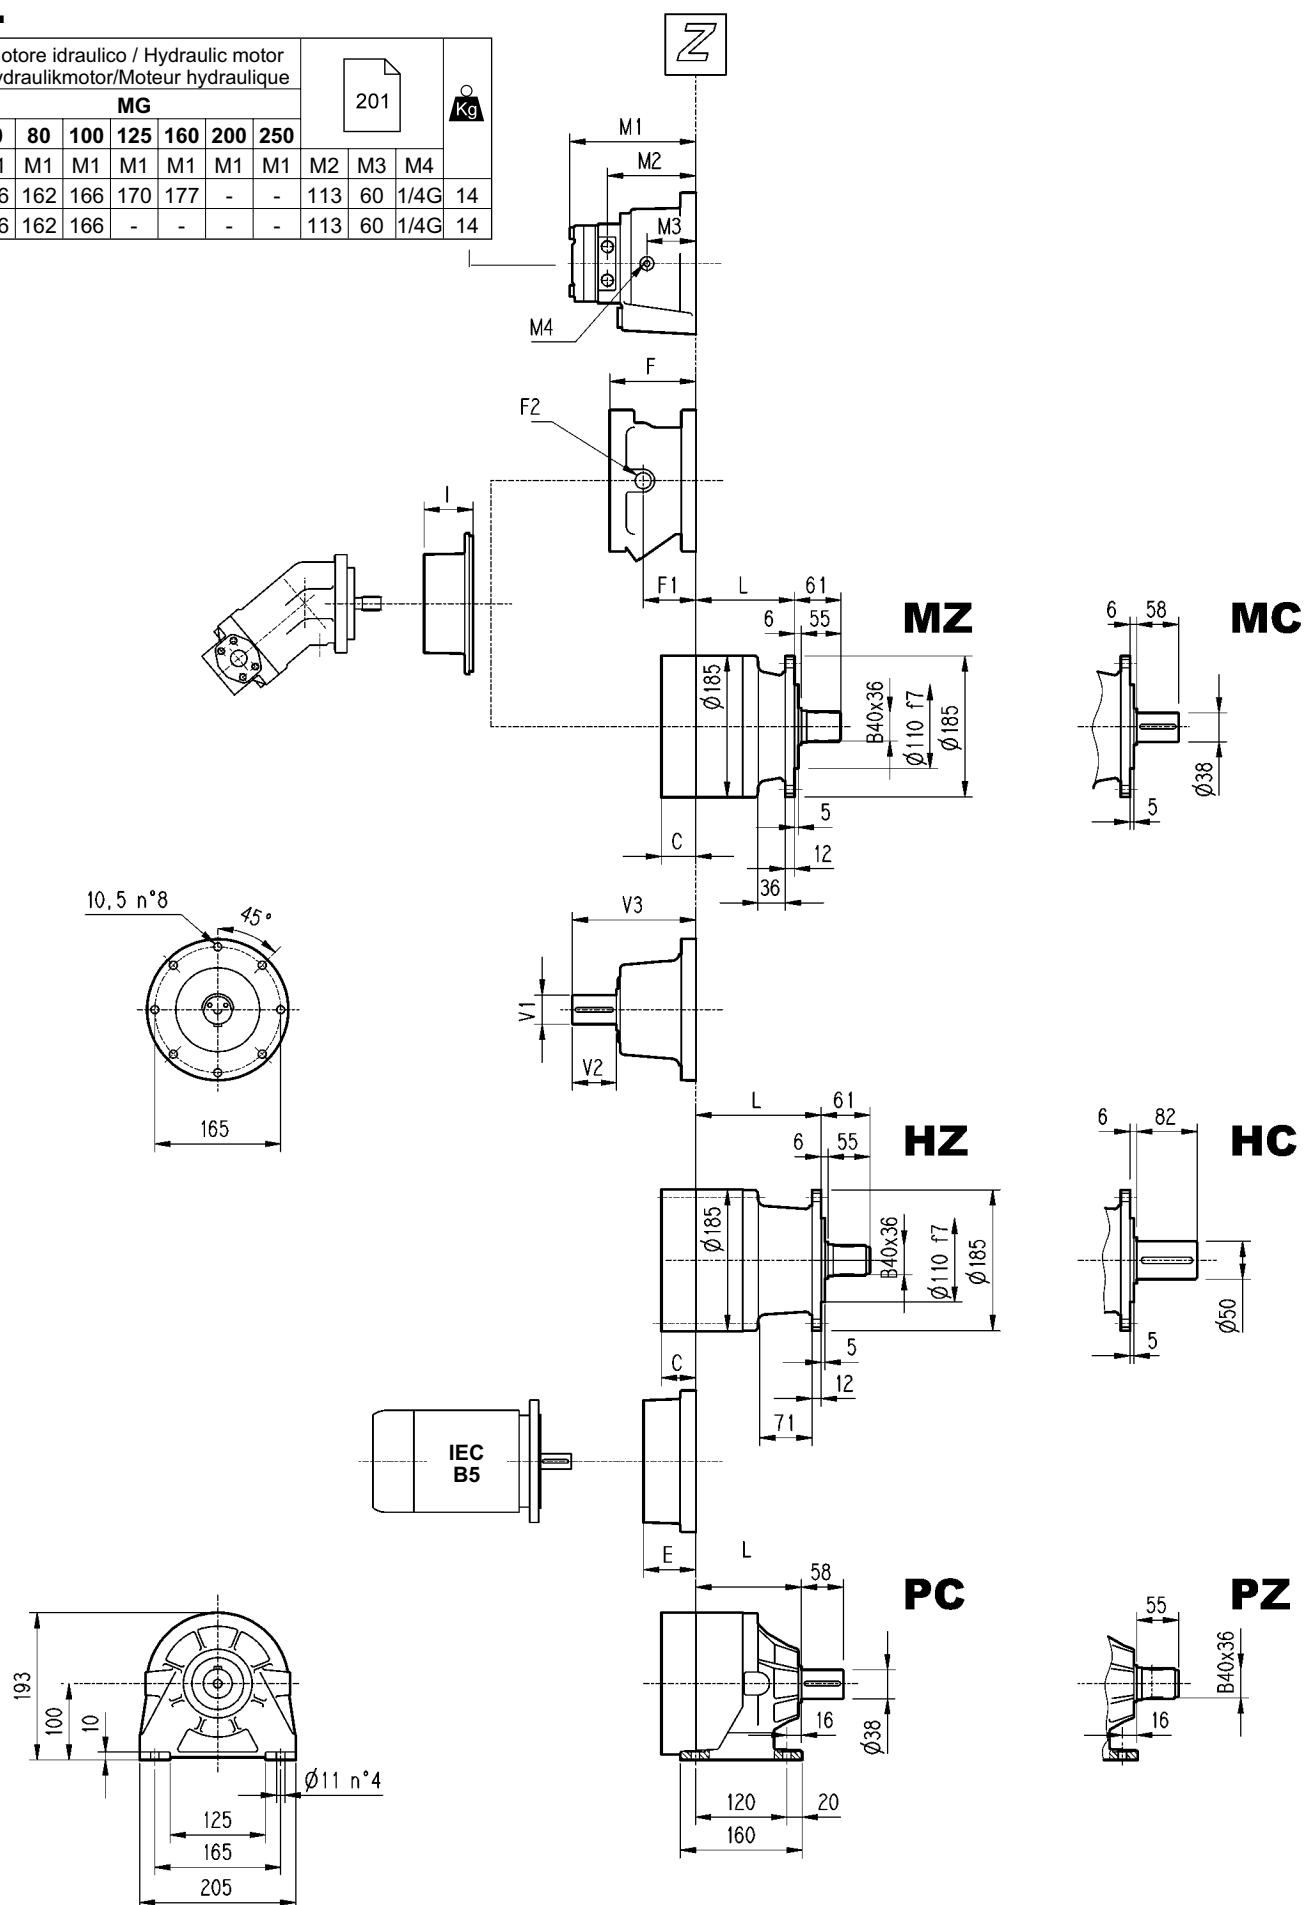 Z
otore idraulico / Hydraulic motor
ydraulikmotor/Moteur hydraulique
201
Kg
MG
80 100 125 160 200 250
M1 M1 M1 M1 M1 M1 M2 M3 M4
6 162 166 170 177 - - 113 60 1/4G 14
6 162 166 - - - - 113 60 1/4G 14
M1
M2
M3
M4
F
F2
I
F1 L 61
6 55
MZ
6 58
MC
Ø185
B40x36
Ø110 f7
Ø185
Ø38
5
5
C
12
36
10,5 n°8
45°
V3
V1
V2
165
L 61
6 55
HZ
6 82
HC
Ø185
B40x36
Ø110 f7
Ø185
Ø50
5
5
C
12
71
IEC
B5
E
L
58
PC
55
PZ
193
100
10
B40x36
16
Ø38
16
Ø11 n°4
125
120 20
165
160
205